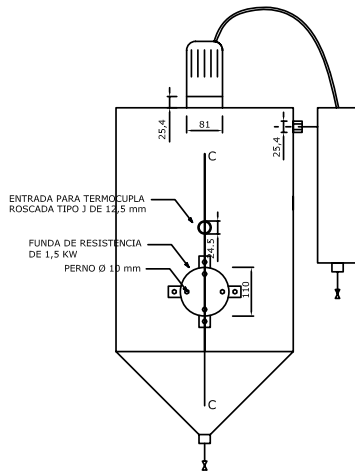 25,4
81
25,4
C
ENTRADA PARA TERMOCUPLA
ROSCADA TIPO J DE 12,5 mm
24.5
FUNDA DE RESISTENCIA
DE 1,5 KW
PERNO Ø 10 mm
110
C